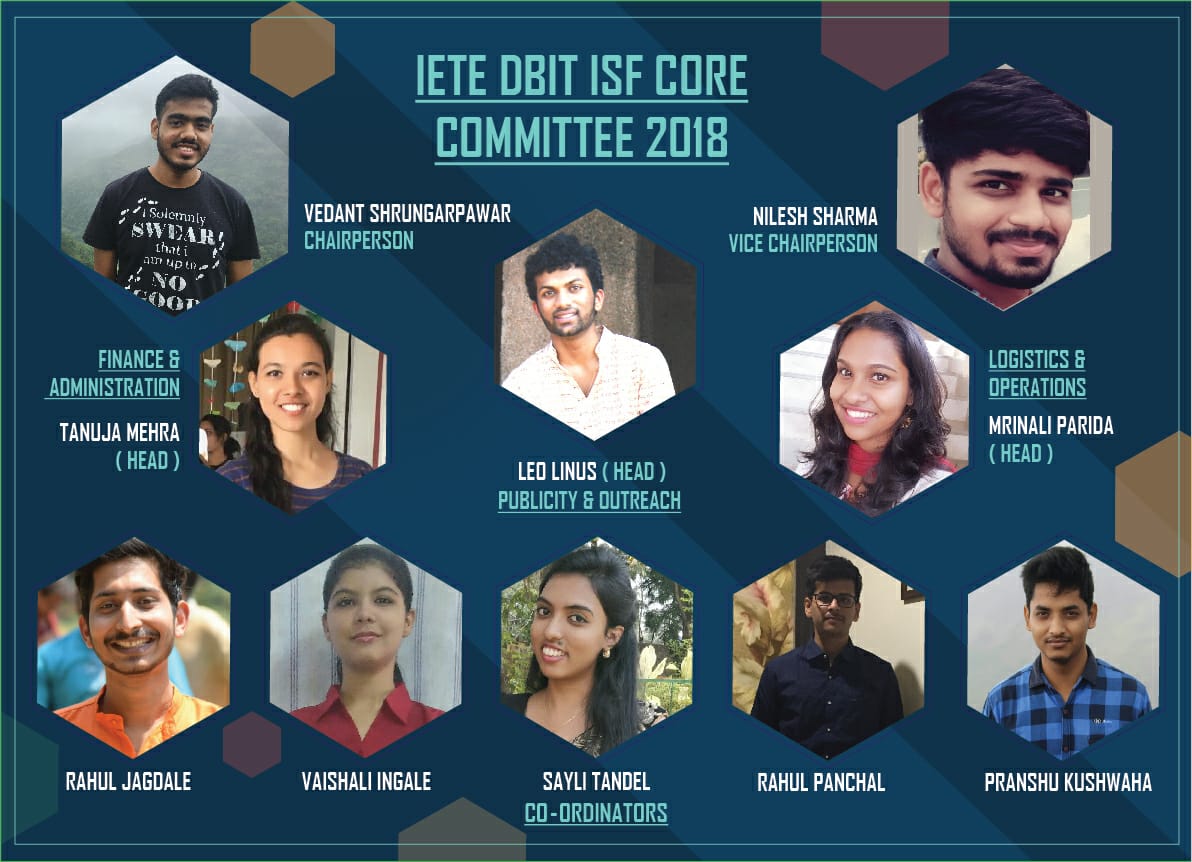 IETE DBIT ISF CORE
COMMITTEE 2018
VEDANT SHRUNGARPAWAR
CHAIRPERSON
NILESH SHARMA
VICE CHAIRPERSON
i Solemnly
SWEAR
that i
am up to
NO
GOOD
FINANCE &
ADMINISTRATION
TANUJA MEHRA
( HEAD )
LEO LINUS ( HEAD )
PUBLICITY & OUTREACH
LOGISTICS &
OPERATIONS
MRINALI PARIDA
( HEAD )
RAHUL JAGDALE
VAISHALI INGALE
SAYLI TANDEL
RAHUL PANCHAL
PRANSHU KUSHWAHA
CO-ORDINATORS